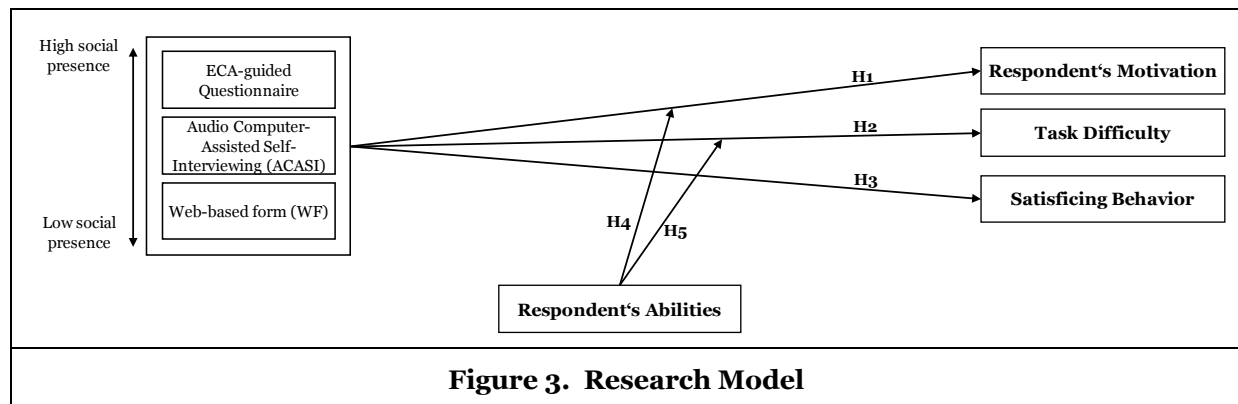 High social
presence
ECA-guided
Questionnaire
Audio Computer-
Assisted Self-
Interviewing (ACASI)
Web-based form (WF)
Low social
presence
H1
H2
H3
H4
H5
Respondent‘s Motivation
Task Difficulty
Satisficing Behavior
Respondent‘s Abilities
Figure 3. Research Model